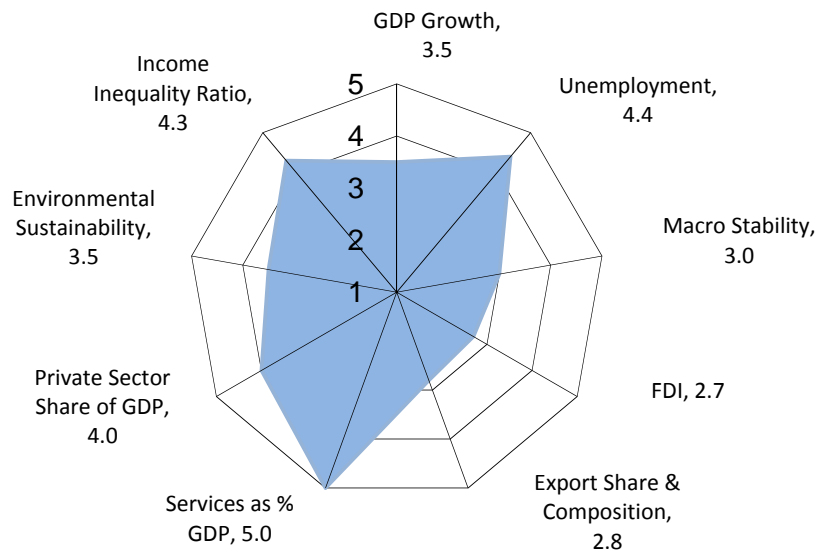 GDP Growth,
3.5
Unemployment,
4.4
Macro Stability,
3.0
FDI, 2.7
Export Share &
Composition,
2.8
Services as %
GDP, 5.0
Private Sector
Share of GDP,
4.0
Environmental
Sustainability,
3.5
Income
Inequality Ratio,
4.3
5
4
3
2
1